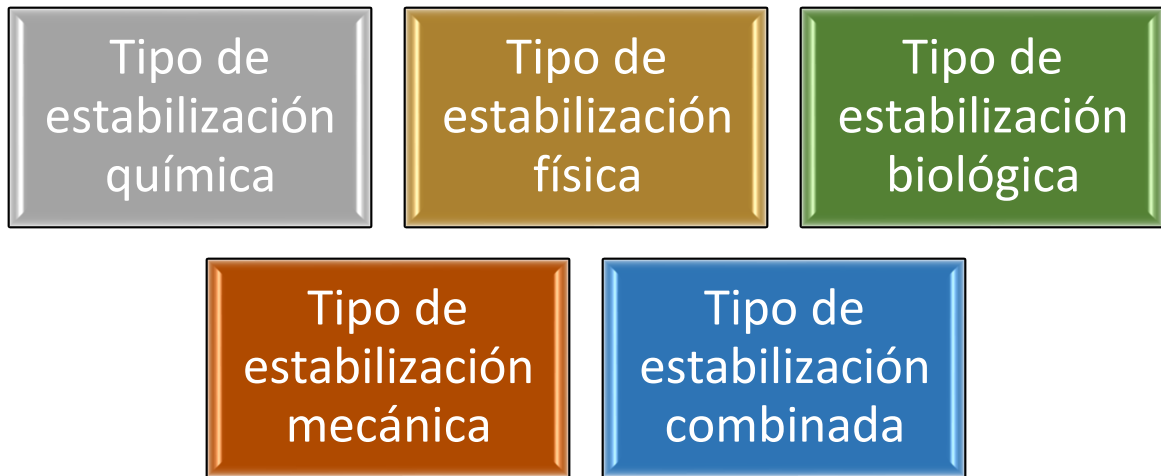 Tipo de
estabilización
química
Tipo de
estabilización
física
Tipo de
estabilización
biológica
Tipo de
estabilización
mecánica
Tipo de
estabilización
combinada